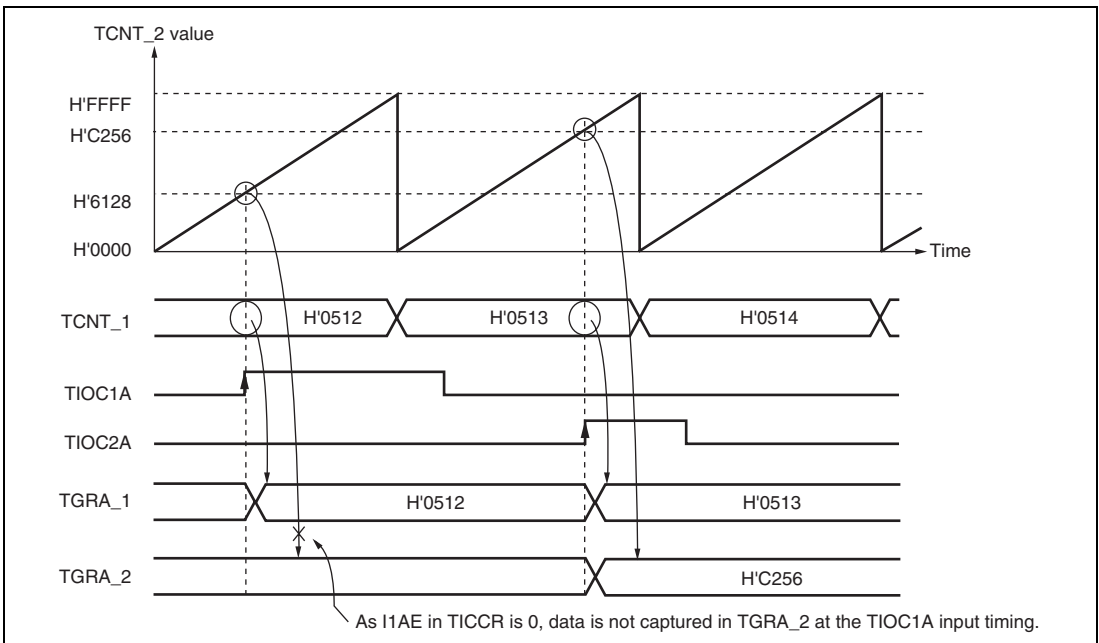 TCNT_2 value
H'FFFF
H'C256
H'6128
H'0000
Time
TCNT_1
H'0512
H'0513
H'0514
TIOC1A
TIOC2A
TGRA_1
H'0512
H'0513
TGRA_2
H'C256
As I1AE in TICCR is 0, data is not captured in TGRA_2 at the TIOC1A input timing.